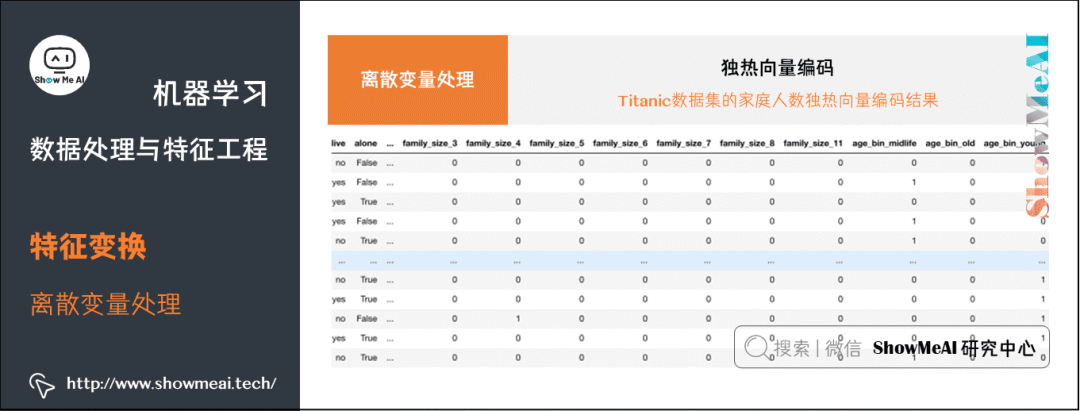 Show Me AI
机器学习
数据处理与特征工程
特征变换
离散变量处理
http://www.showmeai.tech/
离散变量处理
独热向量编码
Titanic数据集的家庭人数独热向量编码结果
ShowMeAI
live alone ... family_size_3 family_size_4 family_size_5 family_size_6 family_size_7 family_size_8 family_size_11 age_bin_midlife age_bin_old
no False ... 0 0 0 0 0 0 0 0 0
yes False ... 0 0 0 0 0 0 0 1 0
yes True ... 0 0 0 0 0 0 0 0 0
yes False ... 0 0 0 0 0 0 0 1 0 0
no True ... 0 0 0 0 0 0 0 1 0 0
... ... ... ... ... ... ... ... ... ... ... ... ...
no True ... 0 0 0 0 0 0 0 0 0 1
yes True ... 0 0 0 0 0 0 0 0 0 1
no False ... 0 1 0 0 0 0 0 0 0 1
yes True ... 0 0 0 0 0 0 0 0 0 1
no True ... 0 0 0 0 0 0 0 1 0 0
搜索 | 微信 ShowMeAI 研究中心